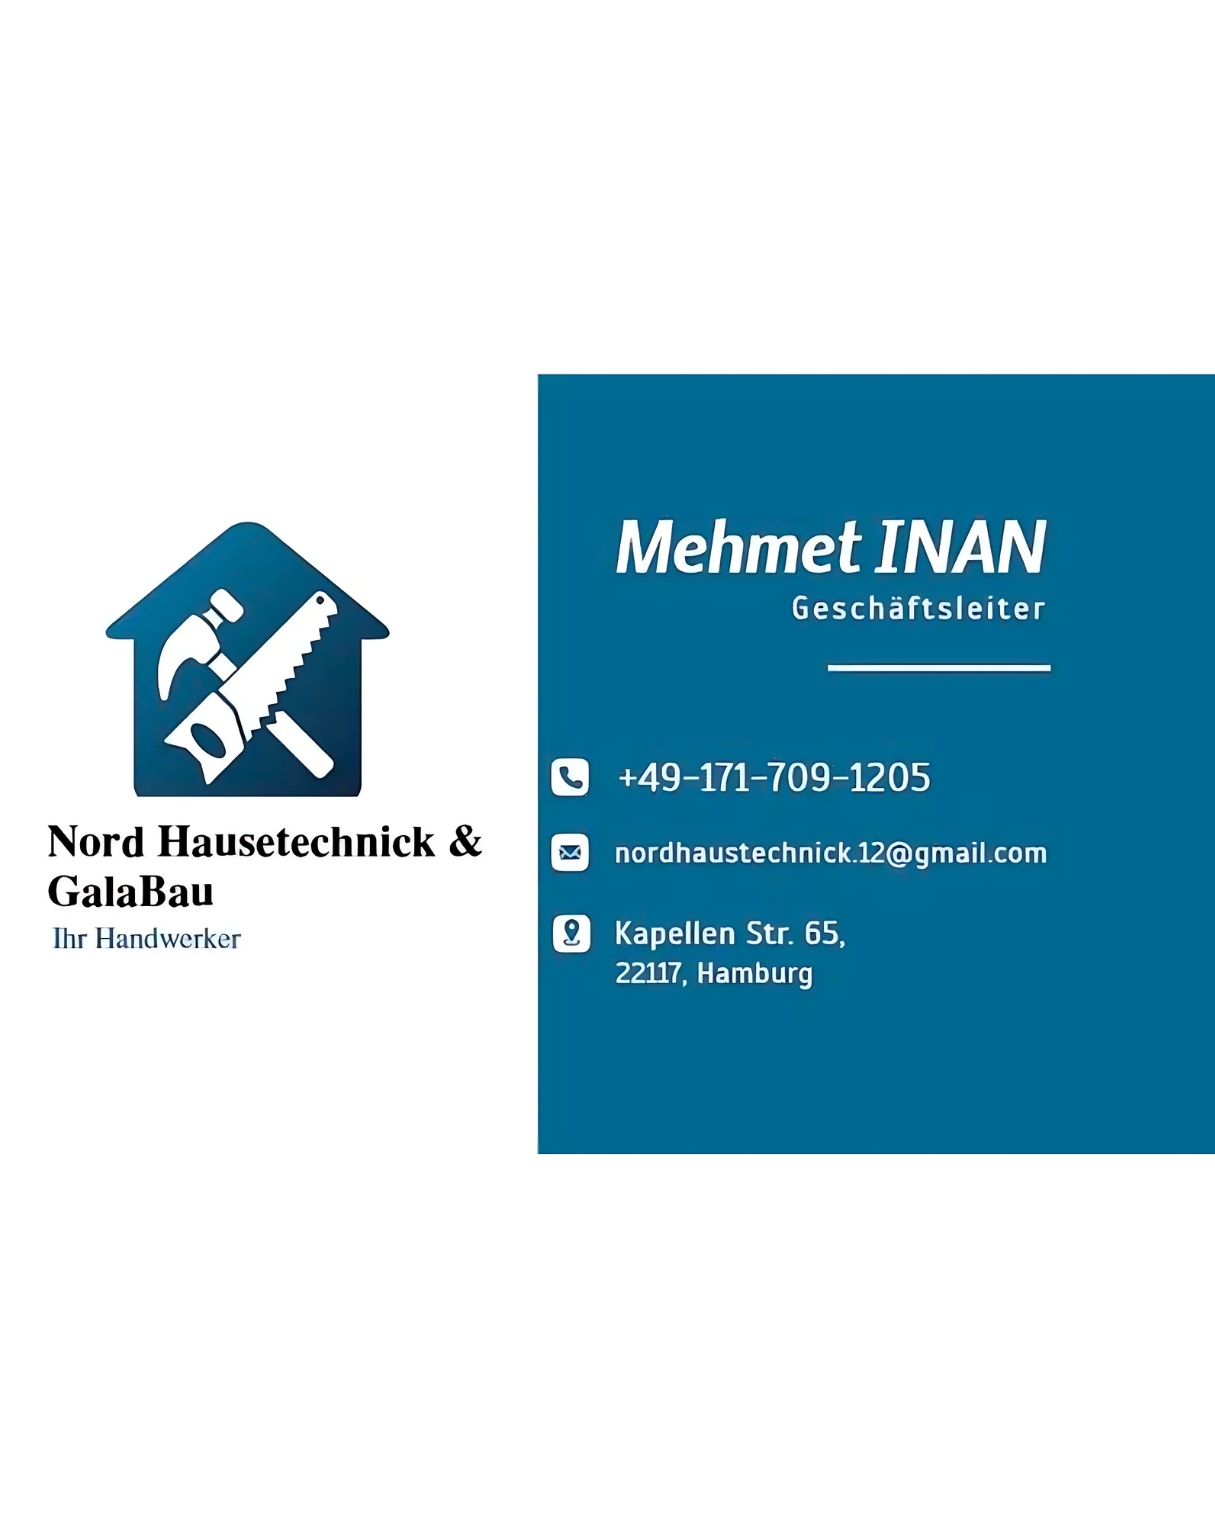 Nord Hausetechnick &
GalaBau
Ihr Handwerker
Mehmet INAN
Geschäftsleiter
+49-171-709-1205
nordhaustechnick.12@gmail.com
Kapellen Str. 65,
22117, Hamburg